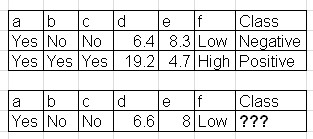 a b c d e f Class
Yes No No 6.4 8.3 Low Negative
Yes Yes Yes 19.2 4.7 High Positive
a b c d e f Class
Yes No No 6.6 8 Low ???